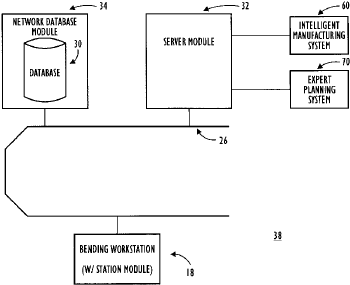 34
32
60
NETWORK DATABASE
MODULE
30
DATABASE
SERVER MODULE
INTELLIGENT
MANUFACTURING
SYSTEM
70
EXPERT
PLANNING
SYSTEM
26
BENDING WORKSTATION
(W/ STATION MODULE)
18
38